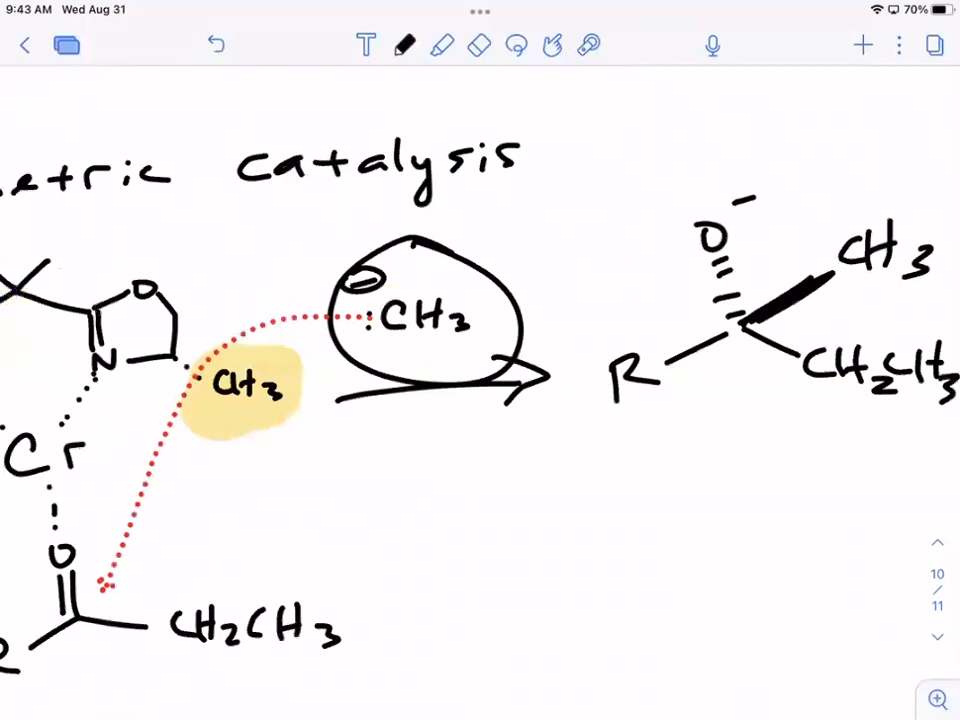 9:43 AM Wed Aug 31
70%
T
etric catalysis
O
N
CH3
Cr
O
R
CH2CH3
⊖
:CH3
O-
CH3
R
CH2CH3
10
/
11